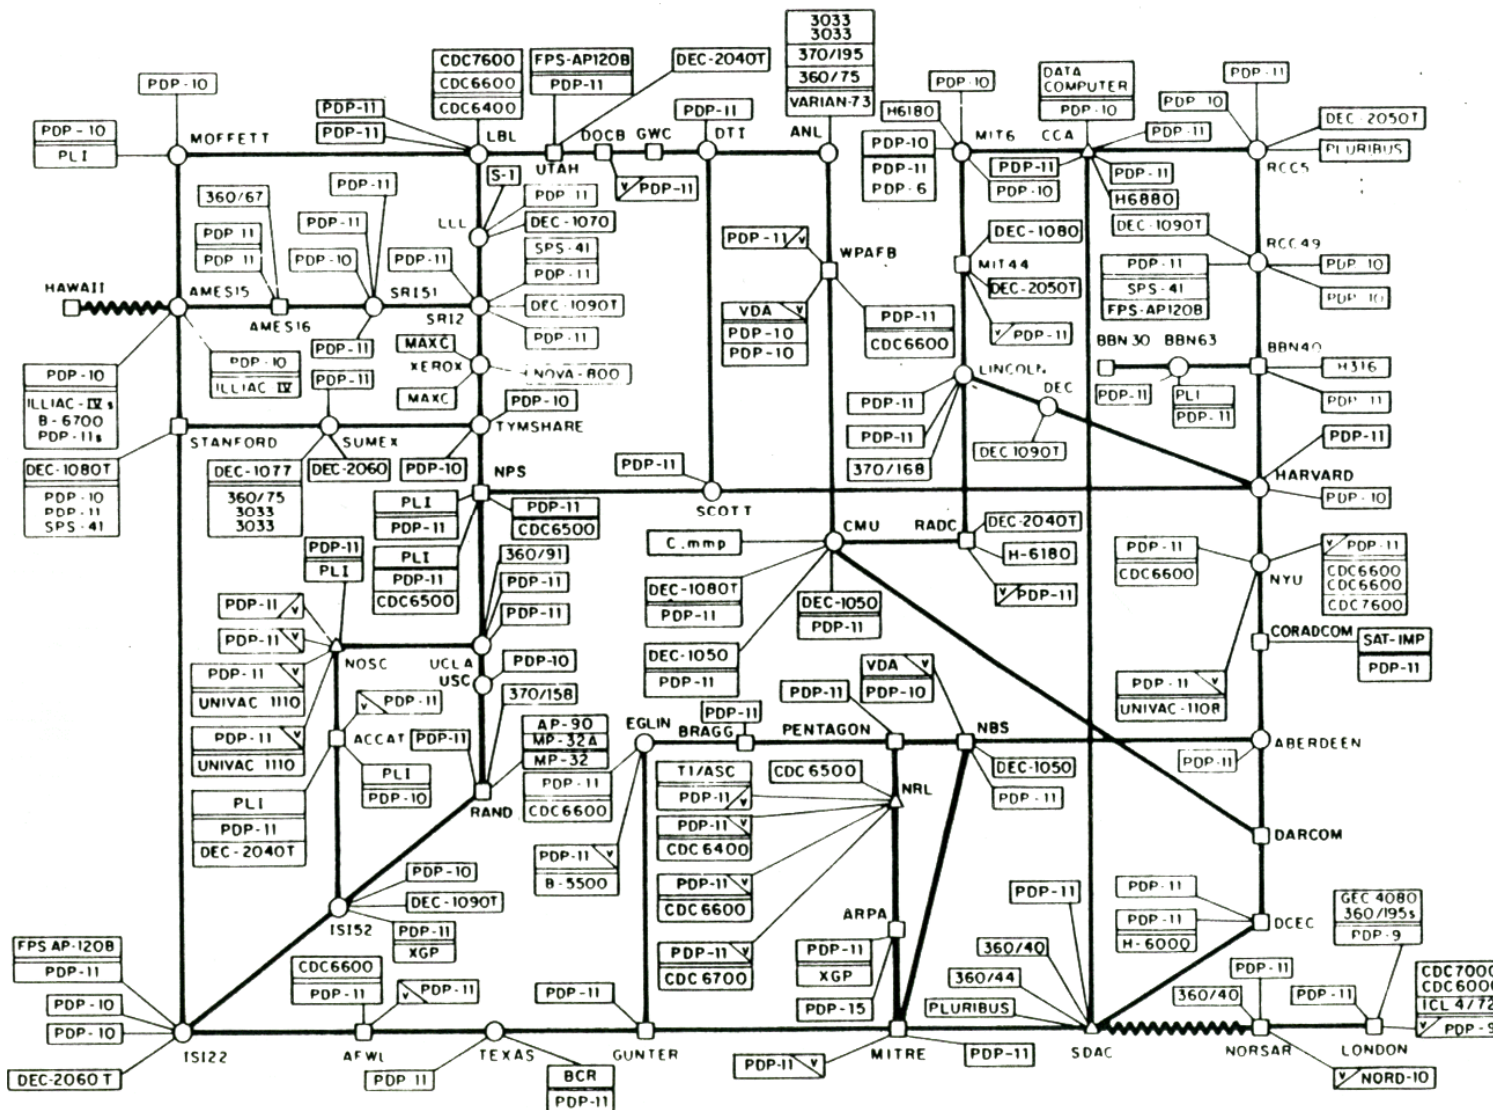 3033
3033
370/195
360/75
VARIAN-73
CDC7600
CDC6600
CDC6400
FPS-AP120B
PDP-11
DEC-2040T
PDP-10
DATA
COMPUTER
PDP-10
PDP-11
PDP-10
PDP-10
PLI
MOFFETT
PDP-11
PDP-11
LBL
UTAH
DOCB
GWC
PDP-11
DTI
ANL
H6180
PDP-10
PDP-11
PDP-6
MIT6
CCA
PDP-11
PDP-10
PDP-11
PDP-11
H6880
DEC-2050T
PLURIBUS
RCC5
V PDP-11
S-1
PDP-11
LLL
DEC-1070
360/67
PDP-11
PDP-11
PDP-11
PDP-11
PDP-10
PDP-11
SPS-41
PDP-11
DEC-1090T
PDP-11
PDP-11 V
WPAFB
DEC-1080
MIT44
DEC-2050T
V PDP-11
DEC-1090T
RCC49
PDP-11
SPS-41
FPS-AP120B
PDP-10
PDP-10
HAWAII
AMES15
AMES16
SRI51
SRI2
PDP-11
VDA V
PDP-10
PDP-10
PDP-11
CDC6600
MAXC
XEROX
NOVA-800
MAXC
PDP-10
ILLIAC IV
PDP-11
PDP-10
ILLIAC-IV s
B-6700
PDP-11s
LINCOLN
DEC
BBN30
BBN63
BBN40
H316
PDP-11
PDP-11
PLI
PDP-11
PDP-11
PDP-11
370/168
DEC 1090T
STANFORD
SUMEX
TYMSHARE
PDP-10
PDP-10
DEC-1080T
PDP-10
PDP-11
SPS-41
DEC-1077
360/75
3033
3033
DEC-2060
NPS
PDP-11
SCOTT
PDP-11
HARVARD
PDP-10
PLI
PDP-11
PDP-11
CDC6500
PLI
PDP-11
CDC6500
360/91
PDP-11
PDP-11
C.mmp
CMU
RADC
DEC-2040T
H-6180
V PDP-11
PDP-11
CDC6600
NYU
V PDP-11
CDC6600
CDC6600
CDC7600
PDP-11
PLI
DEC-1080T
PDP-11
DEC-1050
PDP-11
DEC-1050
PDP-11
PDP-11 V
PDP-11 V
PDP-11 V
UNIVAC 1110
PDP-11 V
UNIVAC 1110
NOSC
UCLA
USC
PDP-10
370/158
VDA V
PDP-10
CORADCOM
SAT-IMP
PDP-11
PDP-11 V
UNIVAC-1108
V PDP-11
ACCAT
PLI
PDP-10
PDP-11
AP-90
MP-32A
MP-32
PDP-11
CDC6600
RAND
EGLIN
BRAGG
PDP-11
PENTAGON
PDP-11
NBS
DEC-1050
PDP-11
ABERDEEN
PDP-11
PLI
PDP-11
DEC-2040T
TI/ASC
PDP-11 V
PDP-11 V
CDC6400
PDP-11 V
CDC6600
PDP-11 V
CDC6700
CDC 6500
NRL
DARCOM
PDP-11 V
B-5500
PDP-10
DEC-1090T
PDP-11
XGP
ISI52
ARPA
PDP-11
XGP
PDP-15
PDP-11
PDP-11
PDP-11
H-6000
DCEC
GEC 4080
360/195s
PDP-9
FPS AP-120B
PDP-11
PDP-10
PDP-10
DEC-2060T
CDC6600
PDP-11
V PDP-11
PDP-11
360/40
360/44
PLURIBUS
PDP-11
360/40
PDP-11
CDC7000
CDC6000
ICL 4/72
V PDP-9
ISI22
AFWL
TEXAS
GUNTER
MITRE
SDAC
NORSAR
LONDON
PDP 11
BCR
PDP-11
PDP-11 V
PDP-11
V NORD-10